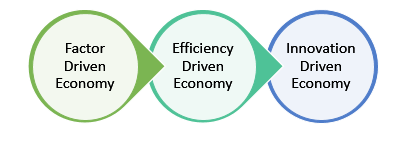 Factor
Driven
Economy
Efficiency
Driven
Economy
Innovation
Driven
Economy